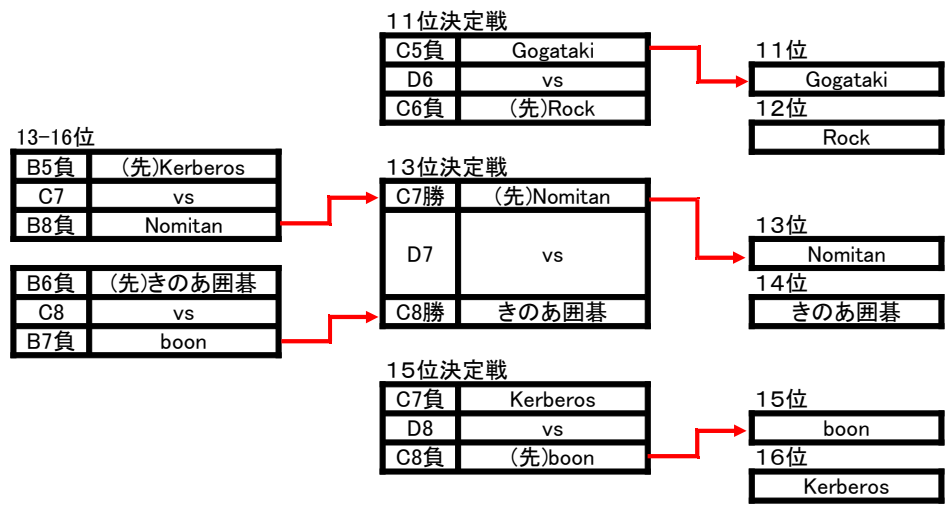 13-16位
B5負 (先)Kerberos
C7 vs
B8負 Nomitan
B6負 (先)きのあ囲碁
C8 vs
B7負 boon
11位決定戦
C5負 Gogataki
D6 vs
C6負 (先)Rock
13位決定戦
C7勝 (先)Nomitan
D7 vs
C8勝 きのあ囲碁
15位決定戦
C7負 Kerberos
D8 vs
C8負 (先)boon
11位
Gogataki
12位
Rock
13位
Nomitan
14位
きのあ囲碁
15位
boon
16位
Kerberos